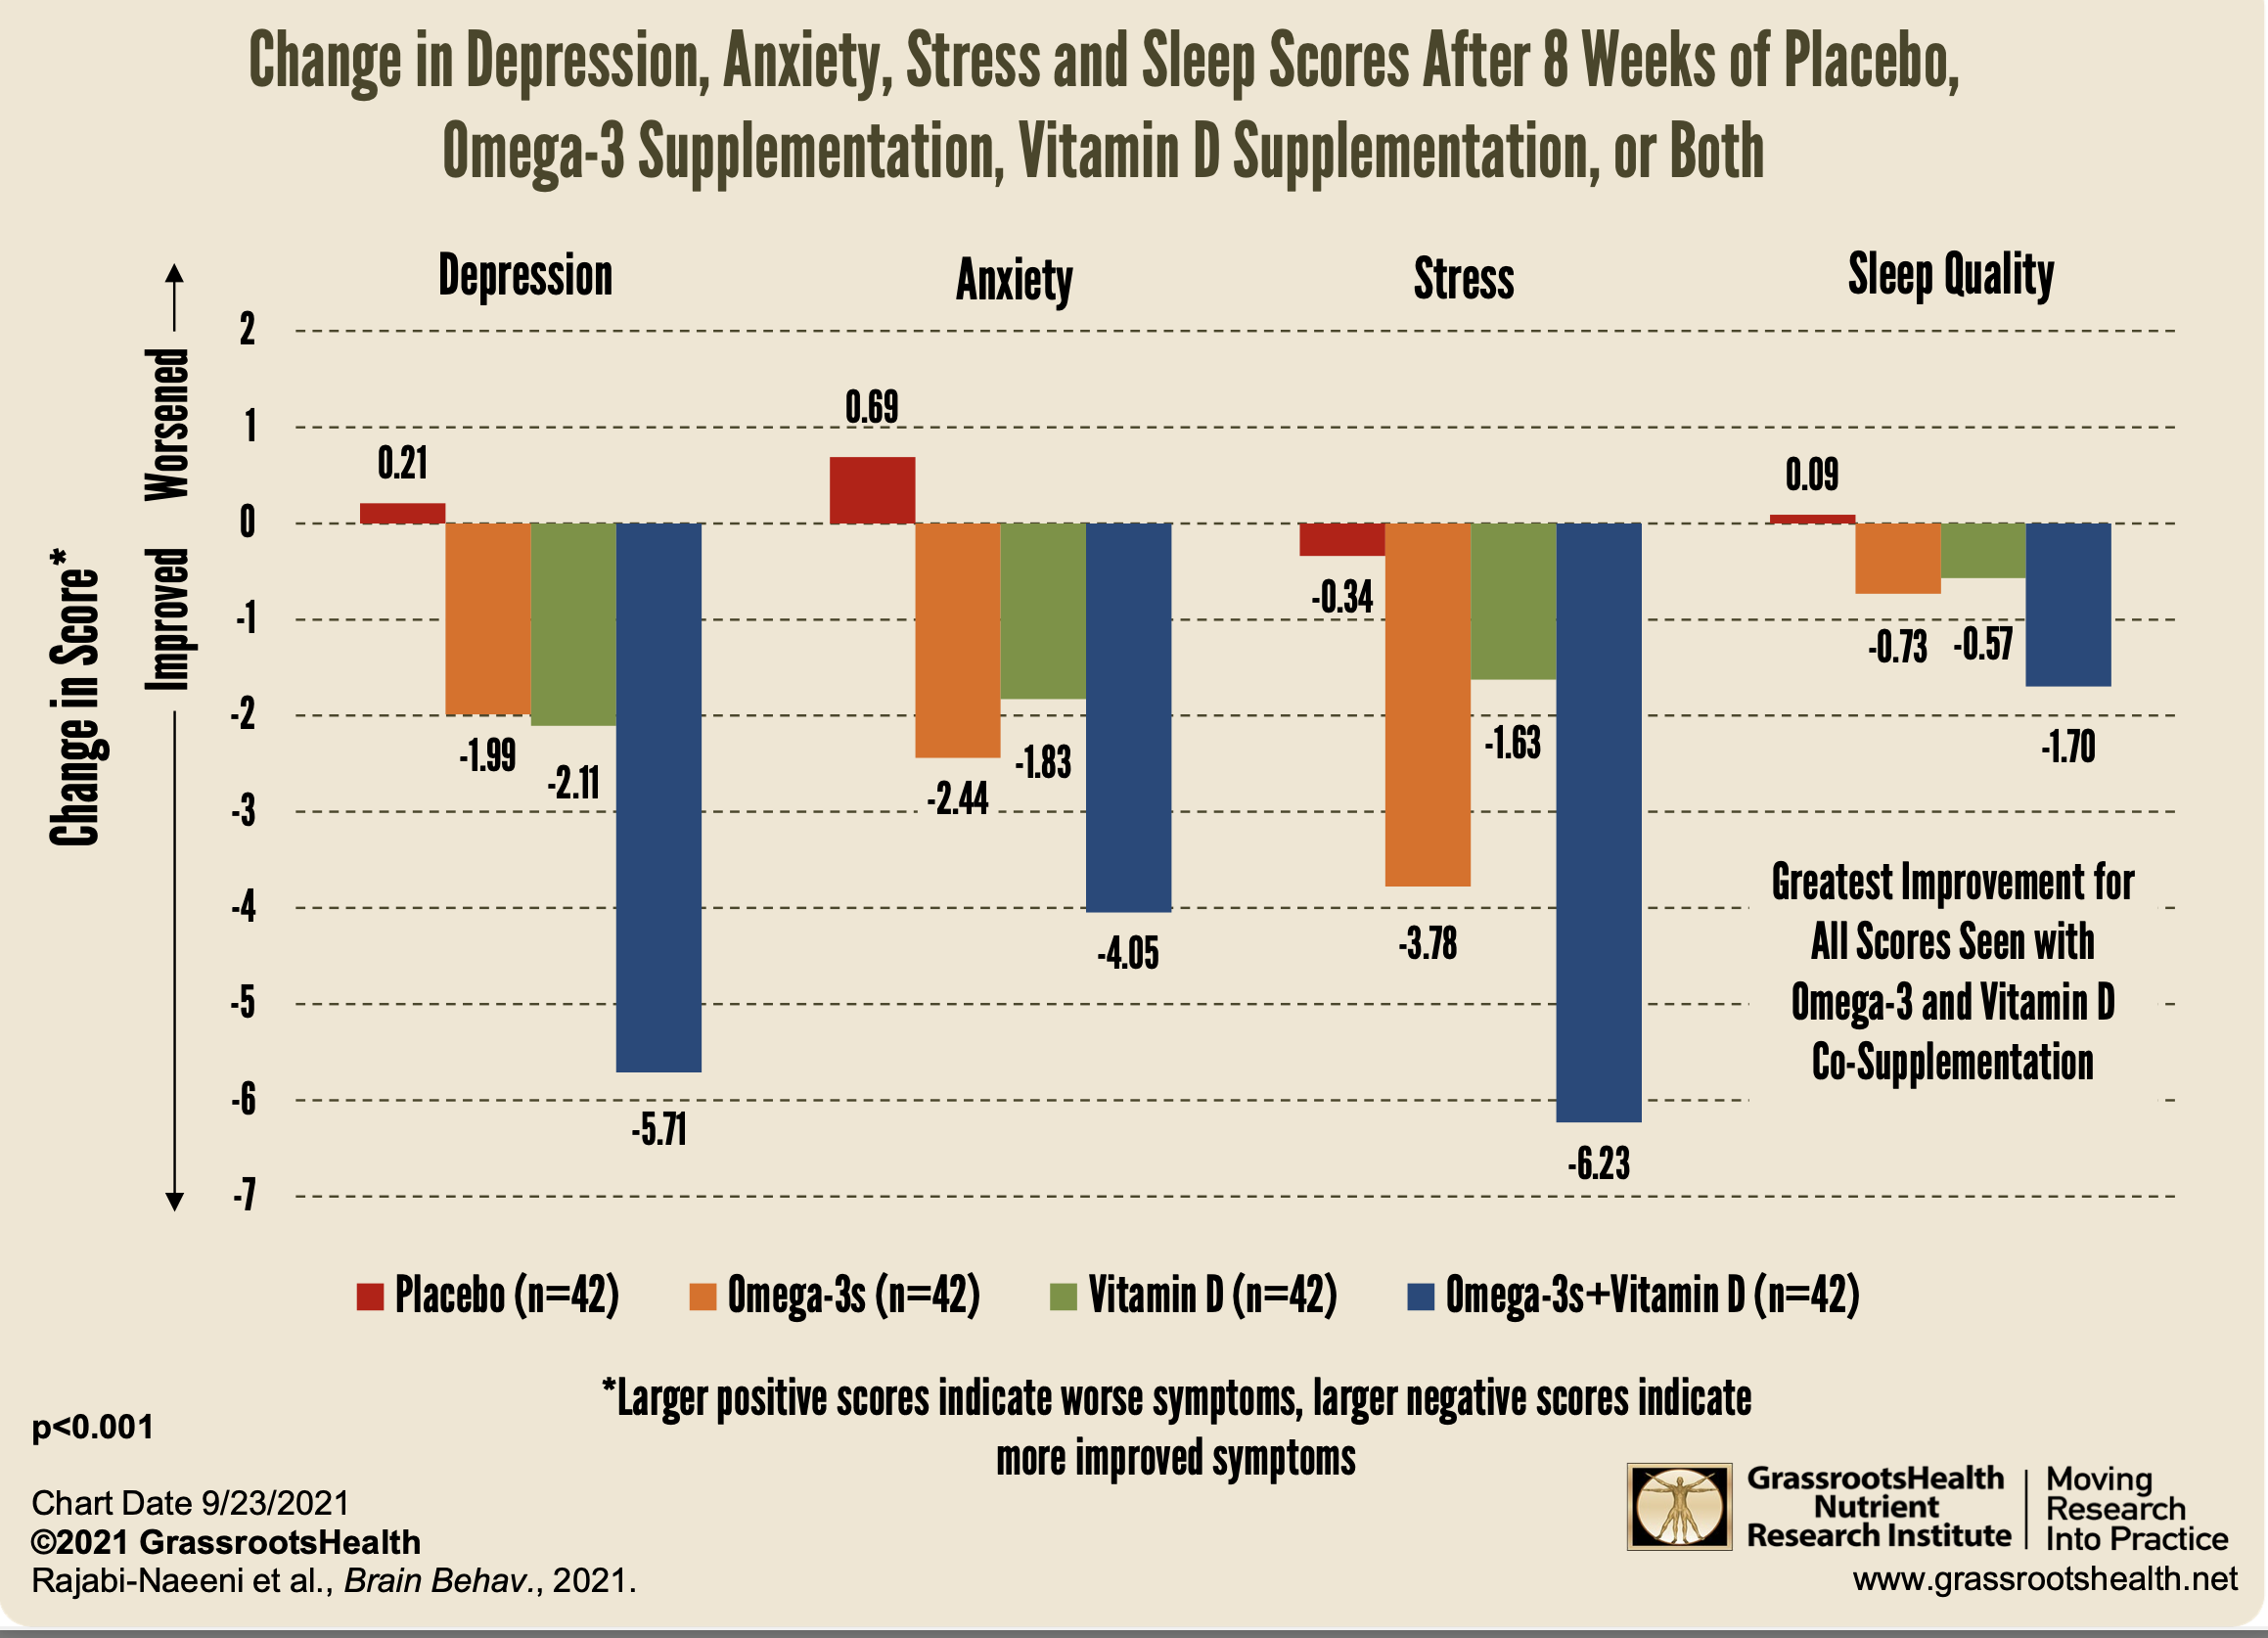 Change in Depression, Anxiety, Stress and Sleep Scores After 8 Weeks of Placebo,
Omega-3 Supplementation, Vitamin D Supplementation, or Both
Depression
Anxiety
Stress
Sleep Quality
Change in Score*
Worsened
Improved
2
1
0
-1
-2
-3
-4
-5
-6
-7
0.21
-1.99
-2.11
-5.71
0.69
-2.44
-1.83
-4.05
-0.34
-3.78
-1.63
-6.23
0.09
-0.73
-0.57
-1.70
Greatest Improvement for
All Scores Seen with
Omega-3 and Vitamin D
Co-Supplementation
Placebo (n=42)
Omega-3s (n=42)
Vitamin D (n=42)
Omega-3s+Vitamin D (n=42)
*Larger positive scores indicate worse symptoms, larger negative scores indicate
more improved symptoms
p<0.001
Chart Date 9/23/2021
©2021 GrassrootsHealth
Rajabi-Naeeni et al., Brain Behav., 2021.
GrassrootsHealth
Nutrient
Research Institute
Moving
Research
Into Practice
www.grassrootshealth.net